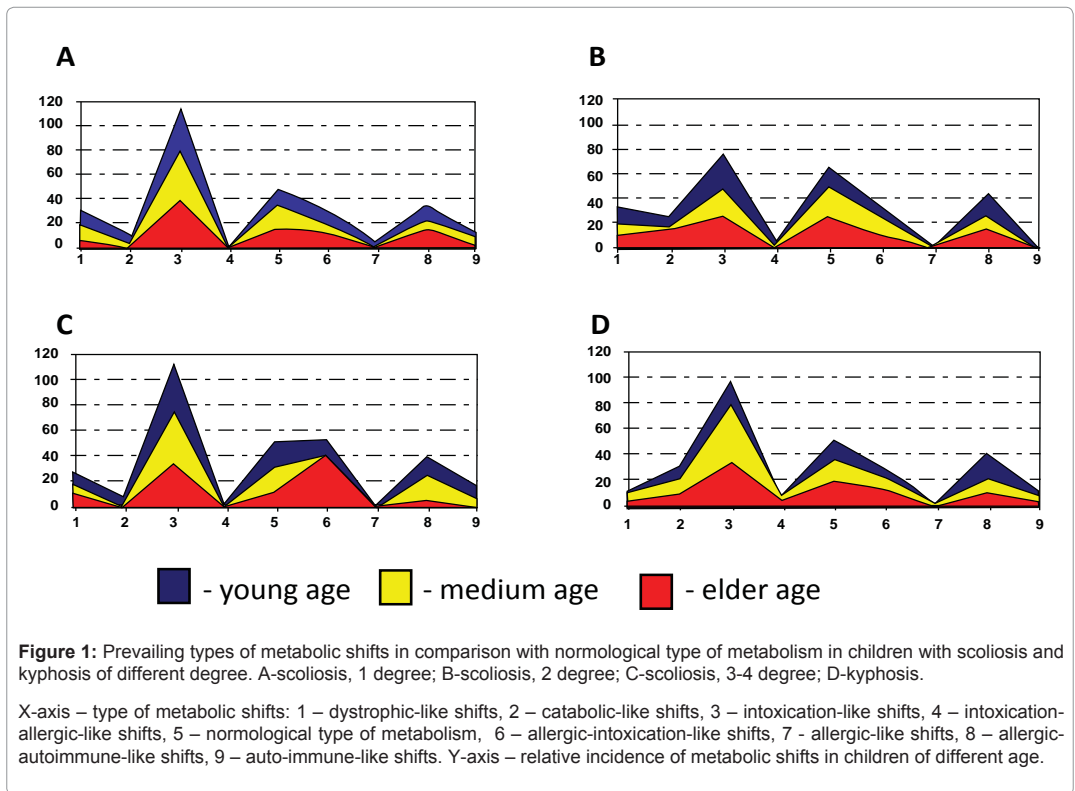 A
B
120
100
80
60
40
20
0
1 2 3 4 5 6 7 8 9
120
100
80
60
40
20
0
1 2 3 4 5 6 7 8 9
C
D
120
100
80
60
40
20
0
1 2 3 4 5 6 7 8 9
120
100
80
60
40
20
0
1 2 3 4 5 6 7 8 9
- young age - medium age - elder age
Figure 1: Prevailing types of metabolic shifts in comparison with normological type of metabolism in children with scoliosis and
kyphosis of different degree. A-scoliosis, 1 degree; B-scoliosis, 2 degree; C-scoliosis, 3-4 degree; D-kyphosis.
X-axis – type of metabolic shifts: 1 – dystrophic-like shifts, 2 – catabolic-like shifts, 3 – intoxication-like shifts, 4 – intoxication-
allergic-like shifts, 5 – normological type of metabolism, 6 – allergic-intoxication-like shifts, 7 - allergic-like shifts, 8 – allergic-
autoimmune-like shifts, 9 – auto-immune-like shifts. Y-axis – relative incidence of metabolic shifts in children of different age.